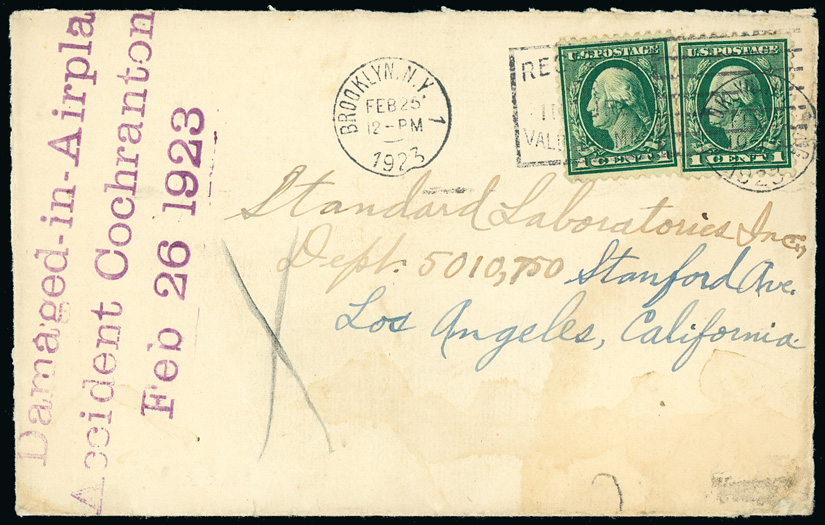 Damaged-in-Airpla
Accident Cochranton
Feb 26 1923
BROOKLYN, N.Y. 1
FEB 25
12-PM
1923
U.S. POSTAGE
CENT 1
U.S. POSTAGE
1 CENT 1
1923
Standard Laboratories Inc,
Dept. 5010, 750 Stanford Ave.
Los Angeles, California